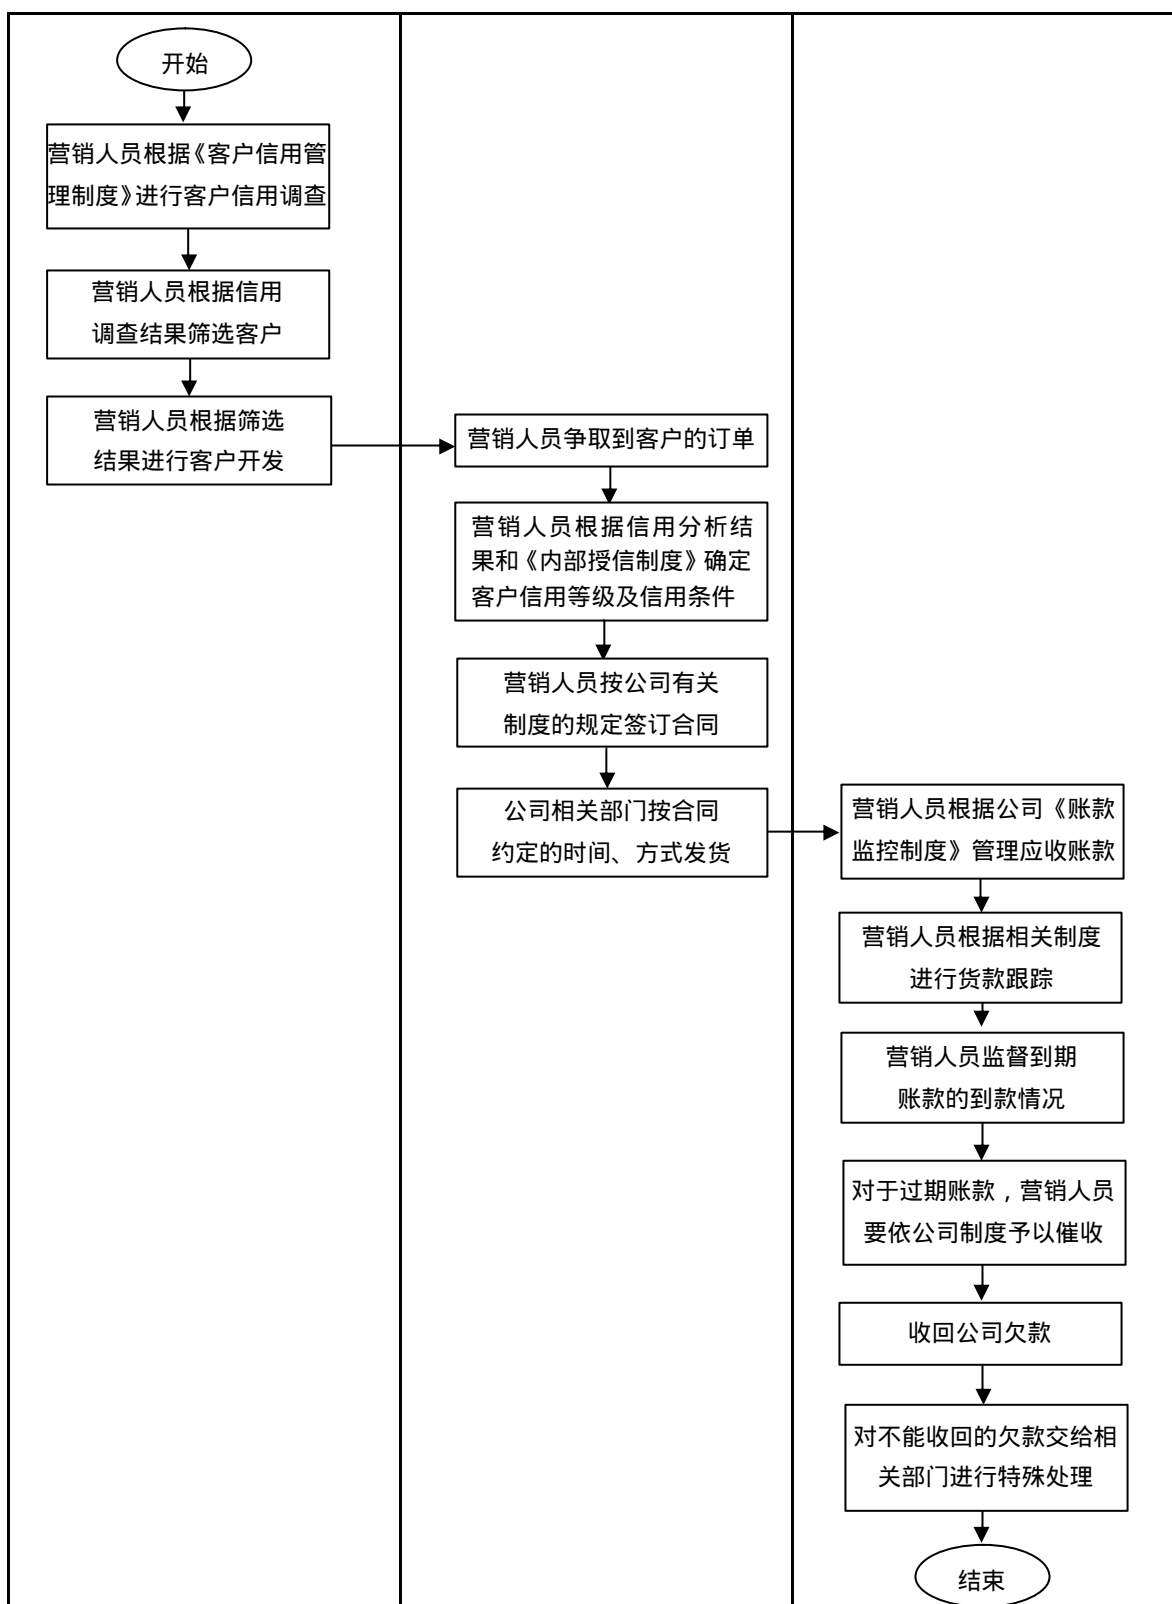 开始
营销人员根据《客户信用管
理制度》进行客户信用调查
营销人员根据信用
调查结果筛选客户
营销人员根据筛选
结果进行客户开发
营销人员争取到客户的订单
营销人员根据信用分析结
果和《内部授信制度》确定
客户信用等级及信用条件
营销人员按公司有关
制度的规定签订合同
公司相关部门按合同
约定的时间、方式发货
营销人员根据公司《账款
监控制度》管理应收账款
营销人员根据相关制度
进行货款跟踪
营销人员监督到期
账款的到款情况
对于过期账款，营销人员
要依公司制度予以催收
收回公司欠款
对不能收回的欠款交给相
关部门进行特殊处理
结束